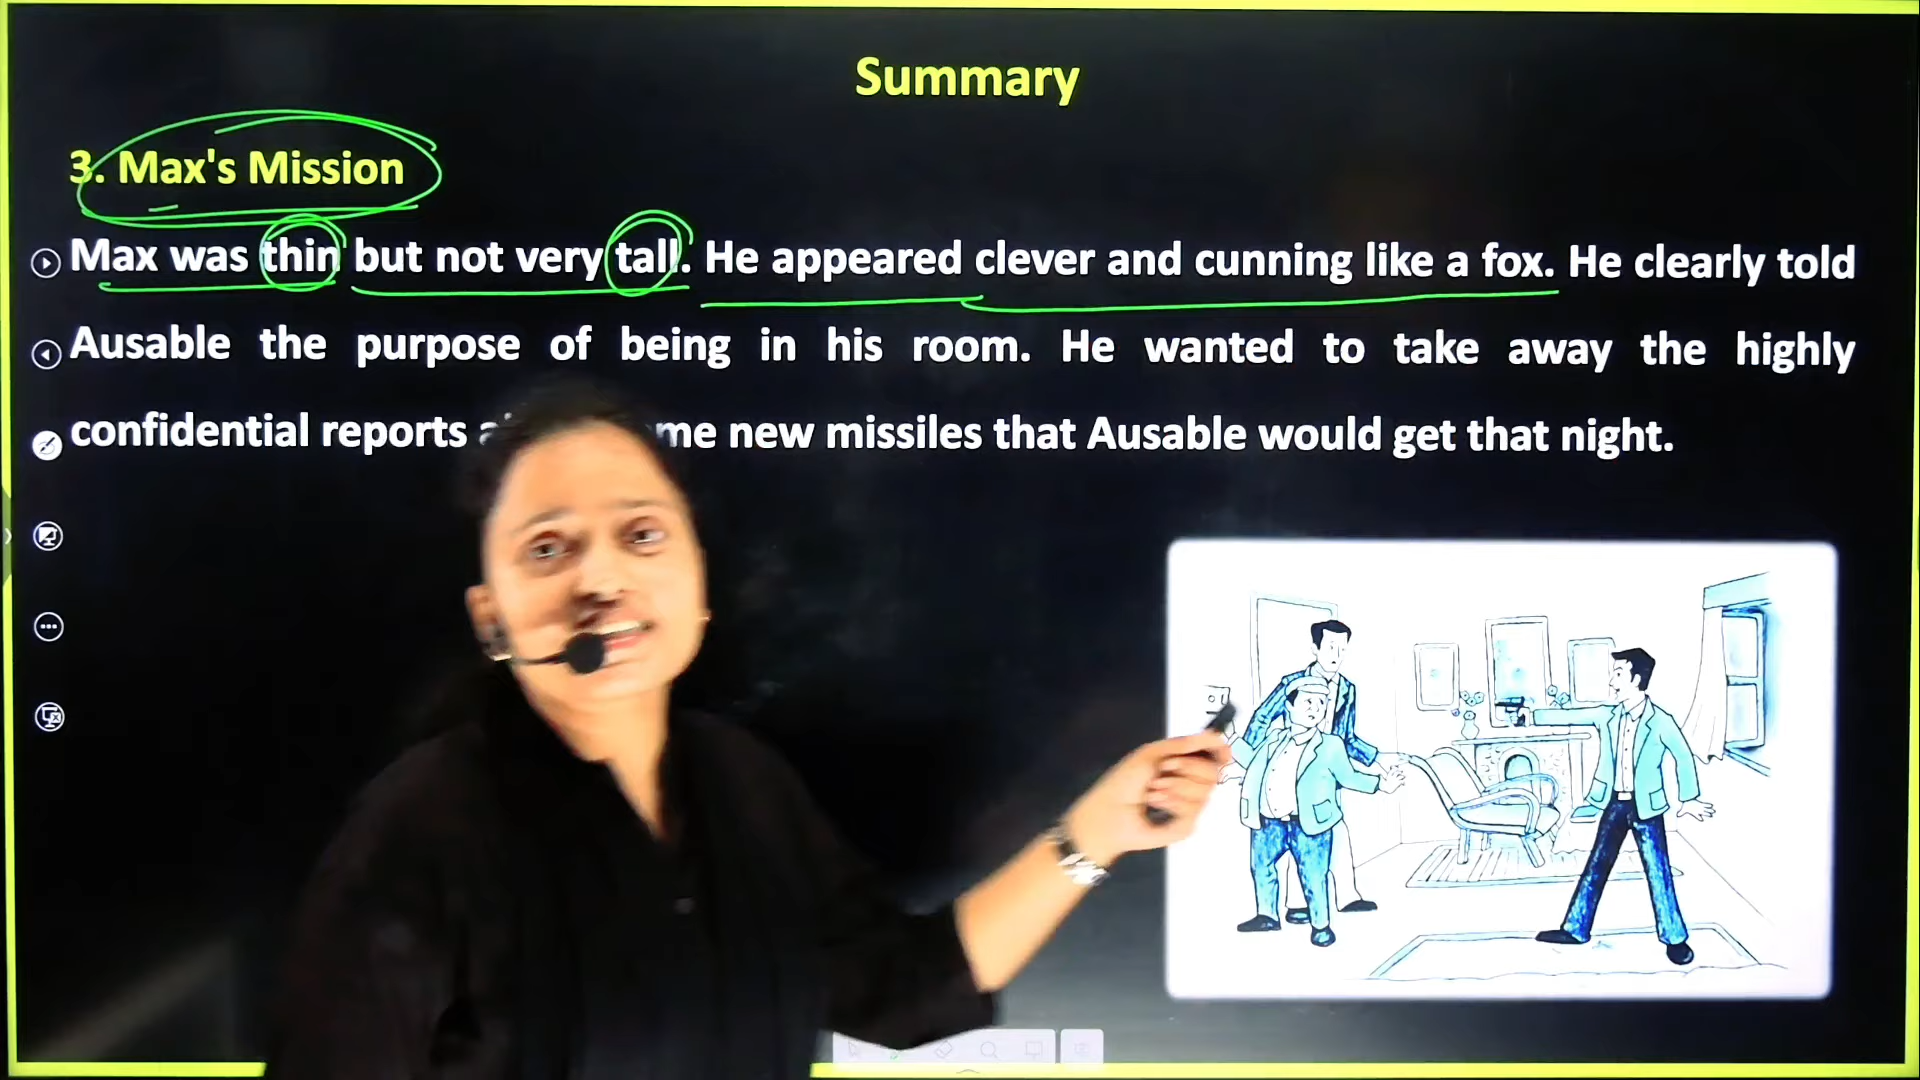 Summary
3. Max's Mission
Max was thin but not very tall. He appeared clever and cunning like a fox. He clearly told
Ausable the purpose of being in his room. He wanted to take away the highly
confidential reports new missiles that Ausable would get that night.